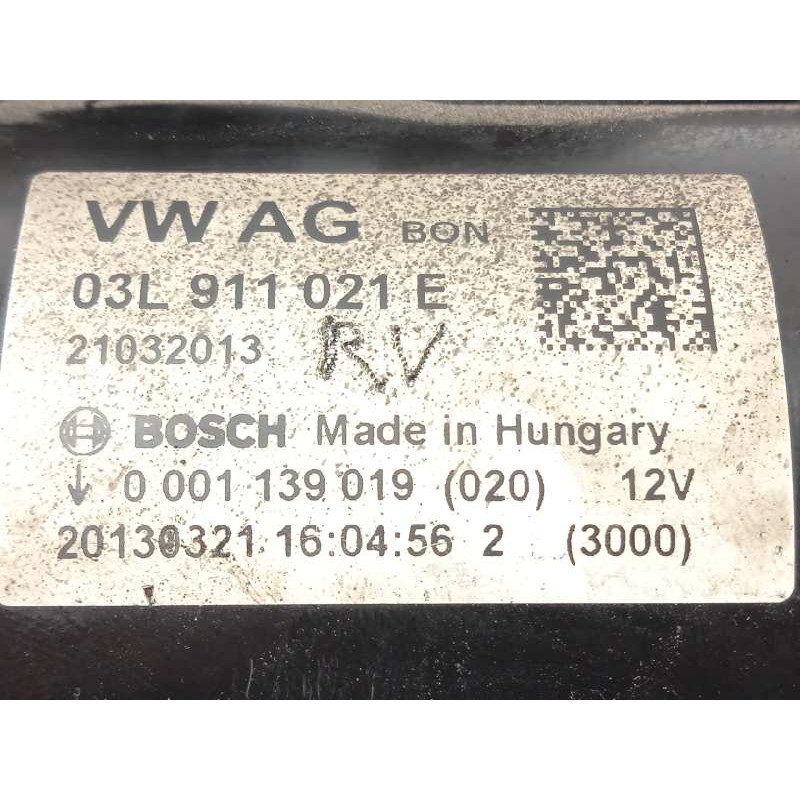 VW AG BON
03L 911 021 E
21032013 R.V
BOSCH Made in Hungary
↓ 0 001 139 019 (020) 12V
20130321 16:04:56 2 (3000)